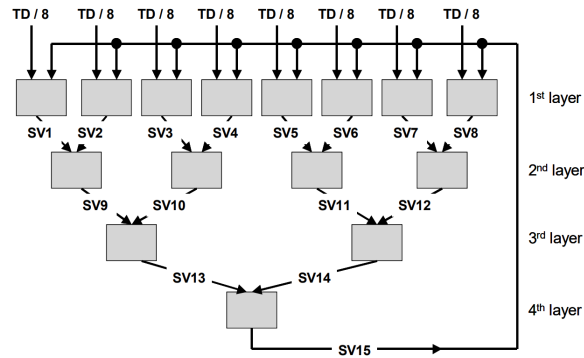 TD / 8 TD / 8 TD / 8 TD / 8 TD / 8 TD / 8 TD / 8 TD / 8
1st layer
SV1 SV2 SV3 SV4 SV5 SV6 SV7 SV8
2nd layer
SV9 SV10 SV11 SV12
3rd layer
SV13 SV14
4th layer
SV15